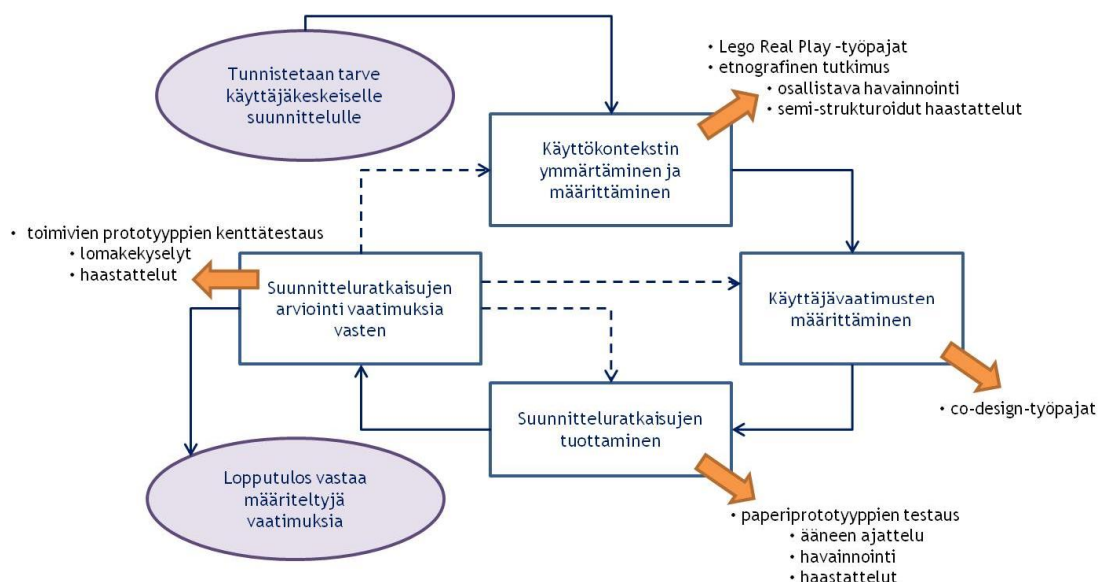 Tunnistetaan tarve
käyttäjäkeskeiselle
suunnittelulle
• Lego Real Play –työpajat
• etnografinen tutkimus
• osallistava havainnointi
• semi-strukturoidut haastattelut
Käyttökontekstin
ymmärtäminen ja
määrittäminen
• toimivien prototyyppien kenttätestaus
• lomakekyselyt
• haastattelut
Suunnitteluratkaisujen
arviointi vaatimuksia
vasten
Käyttäjävaatimusten
määrittäminen
• co-design-työpajat
Suunnitteluratkaisujen
tuottaminen
Lopputulos vastaa
määriteltyjä
vaatimuksia
• paperiprototyyppien testaus
• ääneen ajattelu
• havainnointi
• haastattelut